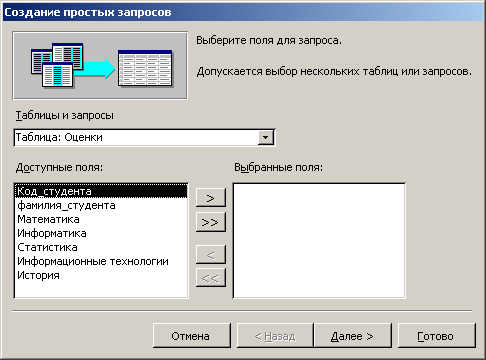 Создание простых запросов
Выберите поля для запроса.
Допускается выбор нескольких таблиц или запросов.
Таблицы и запросы
Таблица: Оценки
Доступные поля:
Выбранные поля:
Код_студента
фамилия_студента
Математика
Информатика
Статистика
Информационные технологии
История
>
>>
<
<<
Отмена
< Назад
Далее >
Готово